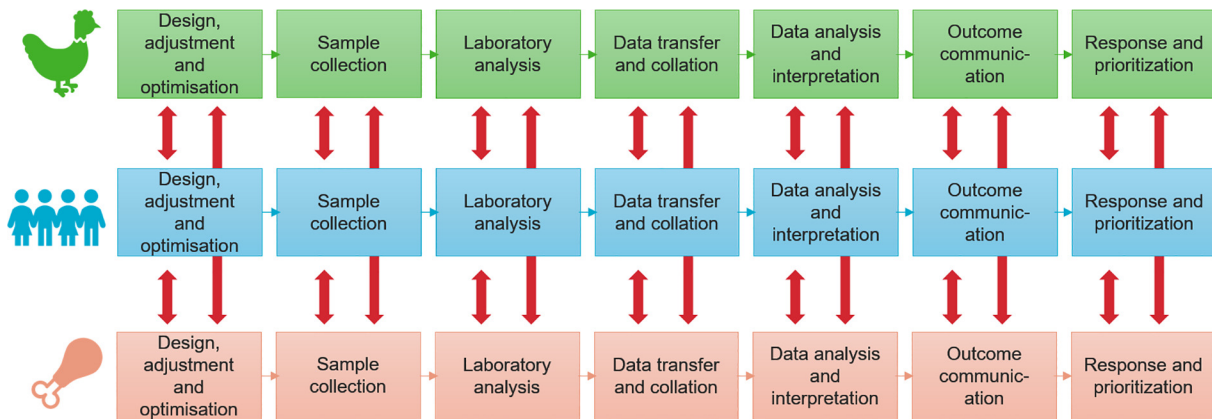 Design,
adjustment
and
optimisation
Sample
collection
Laboratory
analysis
Data transfer
and collation
Data analysis
and
interpretation
Outcome
communic-
ation
Response and
prioritization
Design,
adjustment
and
optimisation
Sample
collection
Laboratory
analysis
Data transfer
and collation
Data analysis
and
interpretation
Outcome
communic-
ation
Response and
prioritization
Design,
adjustment
and
optimisation
Sample
collection
Laboratory
analysis
Data transfer
and collation
Data analysis
and
interpretation
Outcome
communic-
ation
Response and
prioritization